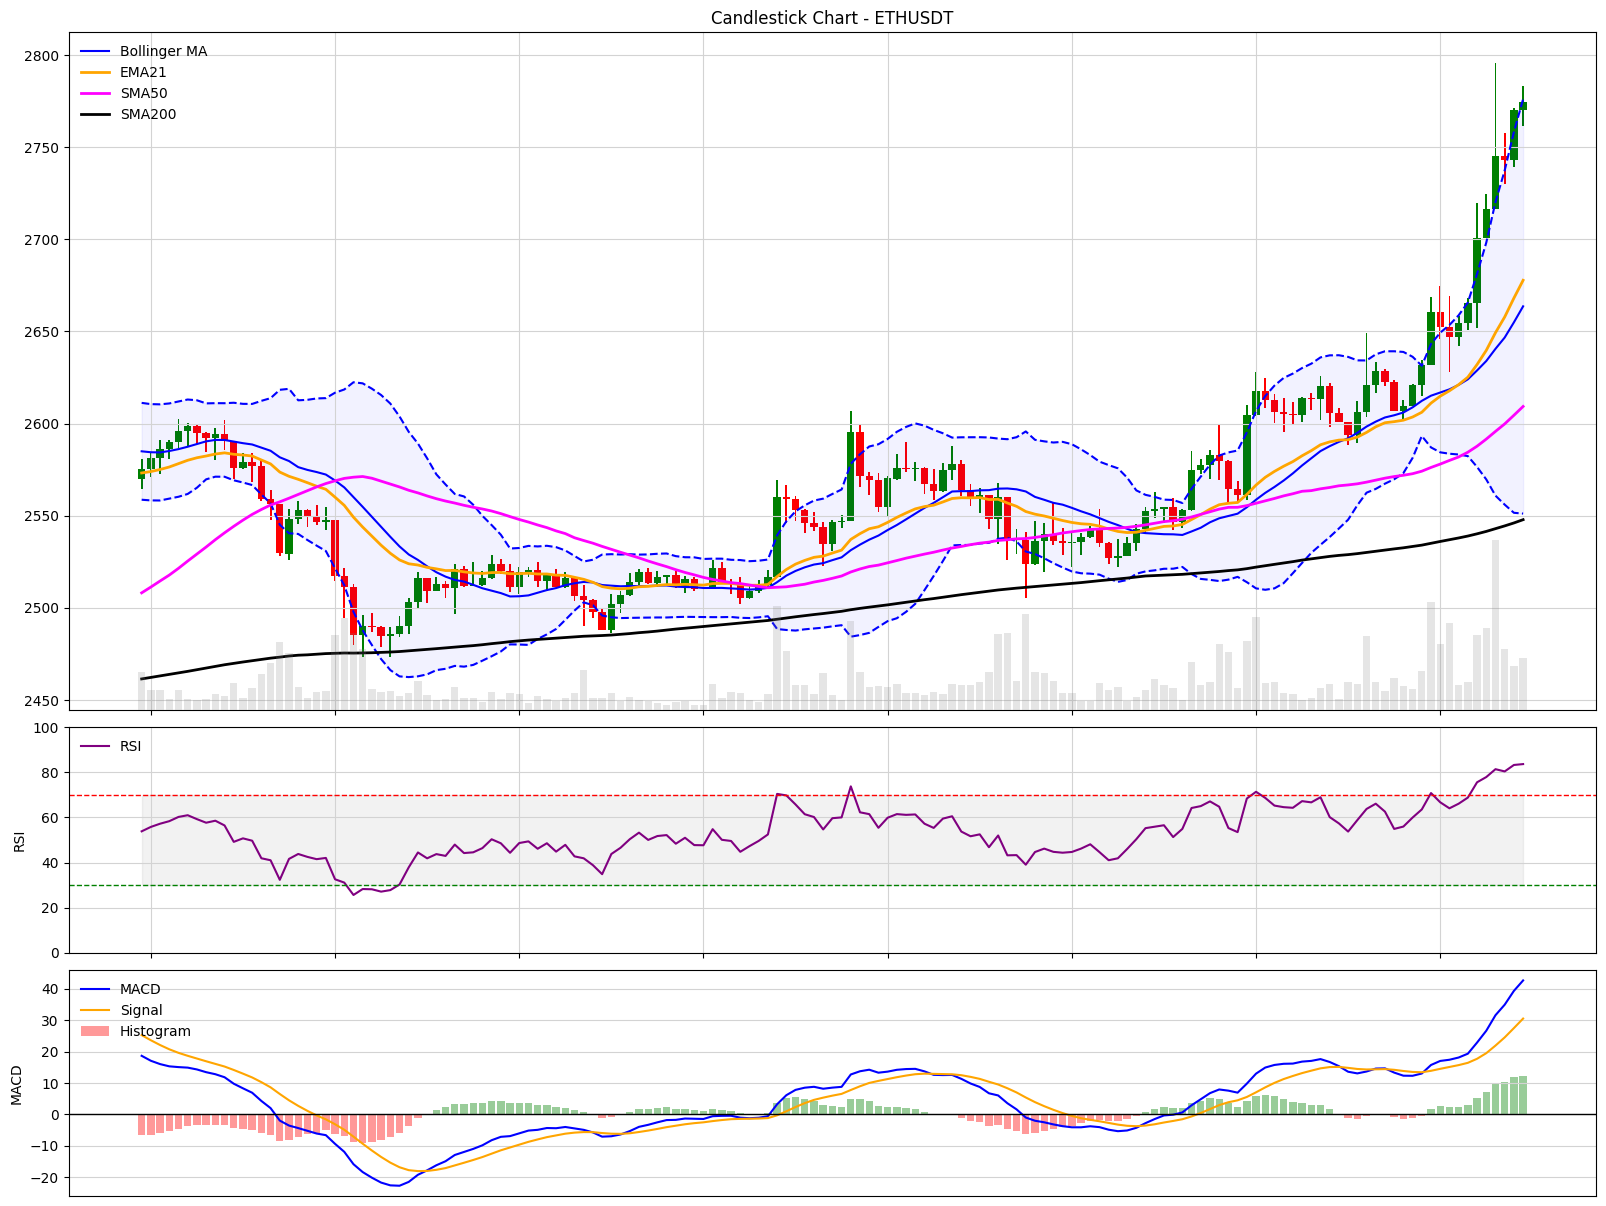 Candlestick Chart - ETHUSDT
Bollinger MA
EMA21
SMA50
SMA200
2800
2750
2700
2650
2600
2550
2500
2450
RSI
RSI
100
80
60
40
20
0
MACD
Signal
Histogram
MACD
40
30
20
10
0
−10
−20